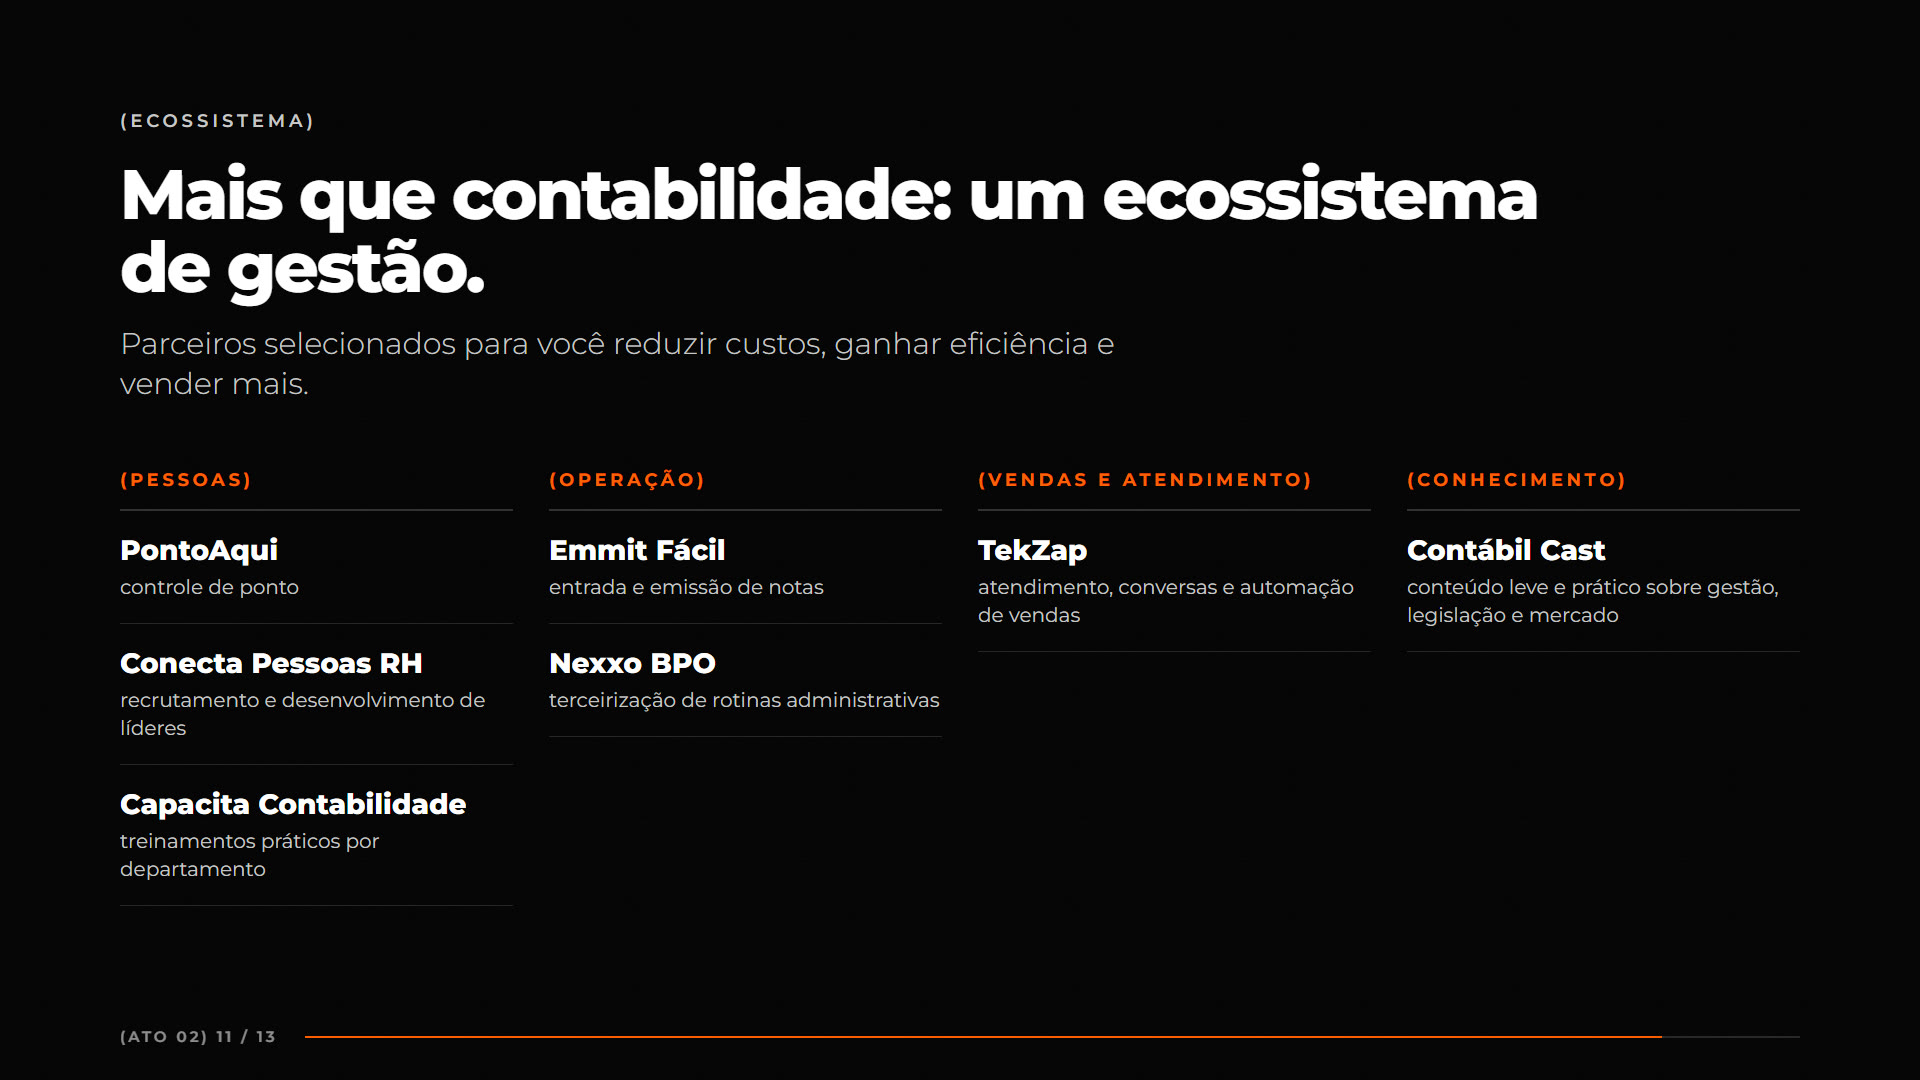 (ECOSSISTEMA)
Mais que contabilidade: um ecossistema
de gestão.
Parceiros selecionados para você reduzir custos, ganhar eficiência e
vender mais.
(PESSOAS)
PontoAqui
controle de ponto
Conecta Pessoas RH
recrutamento e desenvolvimento de
líderes
Capacita Contabilidade
treinamentos práticos por
departamento
(OPERAÇÃO)
Emmit Fácil
entrada e emissão de notas
Nexxo BPO
terceirização de rotinas administrativas
(VENDAS E ATENDIMENTO)
TekZap
atendimento, conversas e automação
de vendas
(CONHECIMENTO)
Contábil Cast
conteúdo leve e prático sobre gestão,
legislação e mercado
(ATO 02) 11 / 13